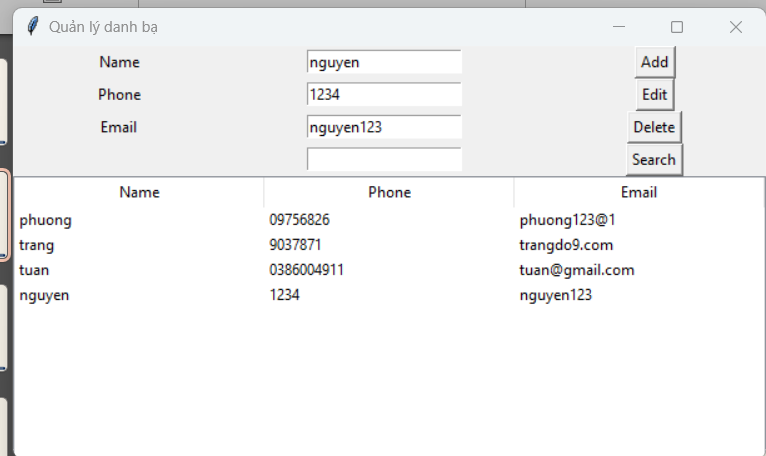 Quản lý danh bạ
Name nguyen Add
Phone 1234 Edit
Email nguyen123 Delete
Search
Name Phone Email
phuong 09756826 phuong123@1
trang 9037871 trangdo9.com
tuan 0386004911 tuan@gmail.com
nguyen 1234 nguyen123